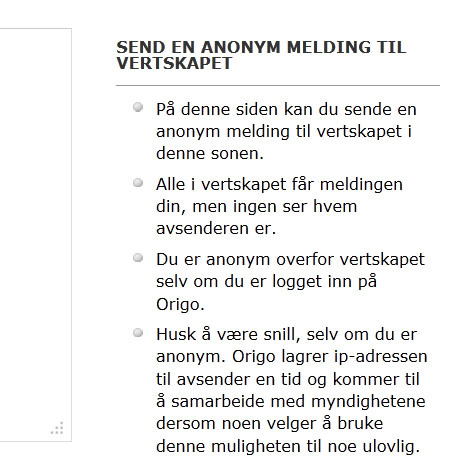 SEND EN ANONYM MELDING TIL
VERTSKAPET
På denne siden kan du sende en
anonym melding til vertskapet i
denne sonen.
Alle i vertskapet får meldingen
din, men ingen ser hvem
avsenderen er.
Du er anonym overfor vertskapet
selv om du er logget inn på
Origo.
Husk å være snill, selv om du er
anonym. Origo lagrer ip-adressen
til avsender en tid og kommer til
å samarbeide med myndighetene
dersom noen velger å bruke
denne muligheten til noe ulovlig.